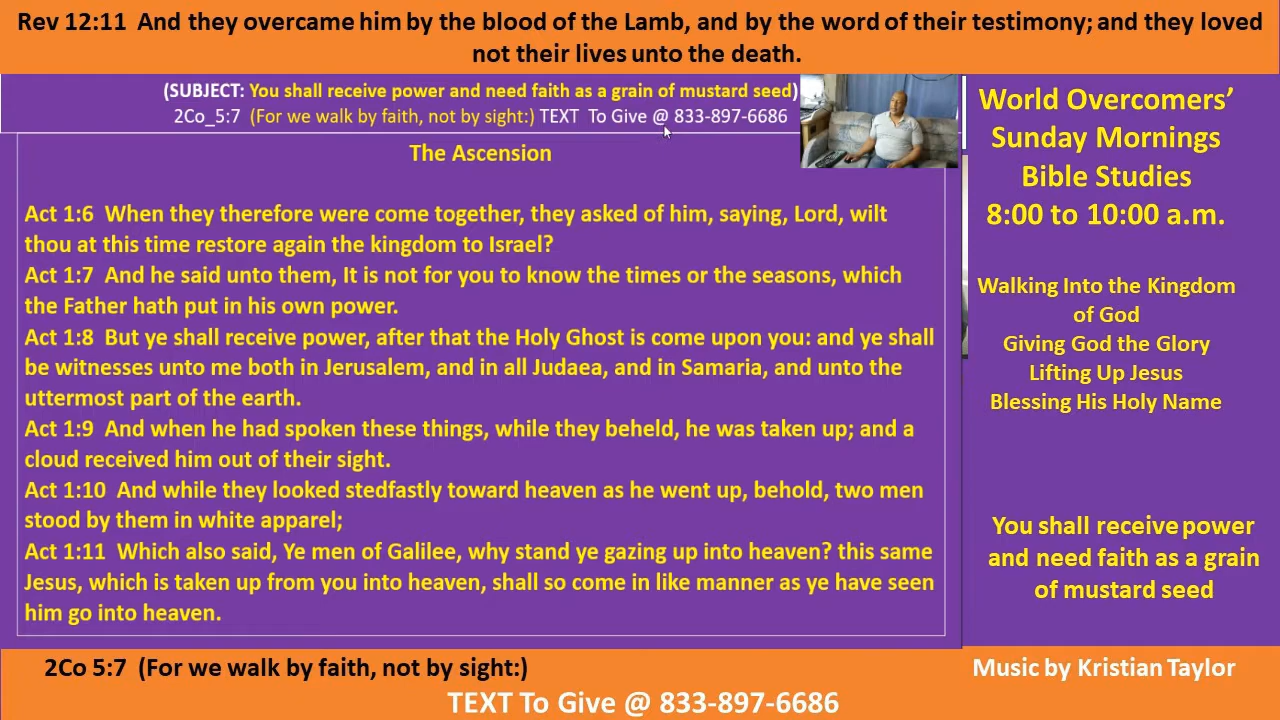 Rev 12:11  And they overcame him by the blood of the Lamb, and by the word of their testimony; and they loved
not their lives unto the death.
(SUBJECT: You shall receive power and need faith as a grain of mustard seed)
2Co_5:7  (For we walk by faith, not by sight:) TEXT  To Give @ 833-897-6686
The Ascension
Act 1:6  When they therefore were come together, they asked of him, saying, Lord, wilt
thou at this time restore again the kingdom to Israel?
Act 1:7  And he said unto them, It is not for you to know the times or the seasons, which
the Father hath put in his own power.
Act 1:8  But ye shall receive power, after that the Holy Ghost is come upon you: and ye shall
be witnesses unto me both in Jerusalem, and in all Judaea, and in Samaria, and unto the
uttermost part of the earth.
Act 1:9  And when he had spoken these things, while they beheld, he was taken up; and a
cloud received him out of their sight.
Act 1:10  And while they looked stedfastly toward heaven as he went up, behold, two men
stood by them in white apparel;
Act 1:11  Which also said, Ye men of Galilee, why stand ye gazing up into heaven? this same
Jesus, which is taken up from you into heaven, shall so come in like manner as ye have seen
him go into heaven.
World Overcomers’
Sunday Mornings
Bible Studies
8:00 to 10:00 a.m.
Walking Into the Kingdom
of God
Giving God the Glory
Lifting Up Jesus
Blessing His Holy Name
You shall receive power
and need faith as a grain
of mustard seed
2Co 5:7  (For we walk by faith, not by sight:)
Music by Kristian Taylor
TEXT To Give @ 833-897-6686